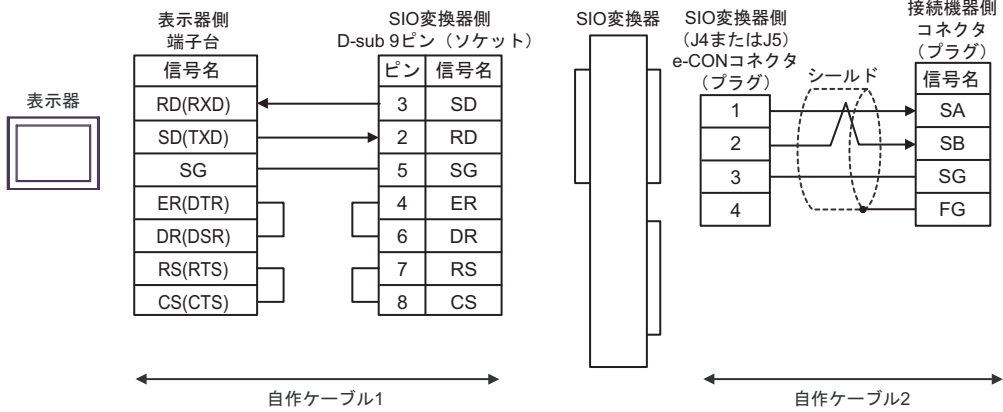 表示器
表示器側
端子台
信号名
RD(RXD)
SD(TXD)
SG
ER(DTR)
DR(DSR)
RS(RTS)
CS(CTS)
SIO変換器側
D-sub 9ピン（ソケット）
ピン 信号名
3 SD
2 RD
5 SG
4 ER
6 DR
7 RS
8 CS
自作ケーブル1
SIO変換器
SIO変換器側
（J4またはJ5）
e-CONコネクタ
（プラグ）
1
2
3
4
シールド
接続機器側
コネクタ
（プラグ）
信号名
SA
SB
SG
FG
自作ケーブル2